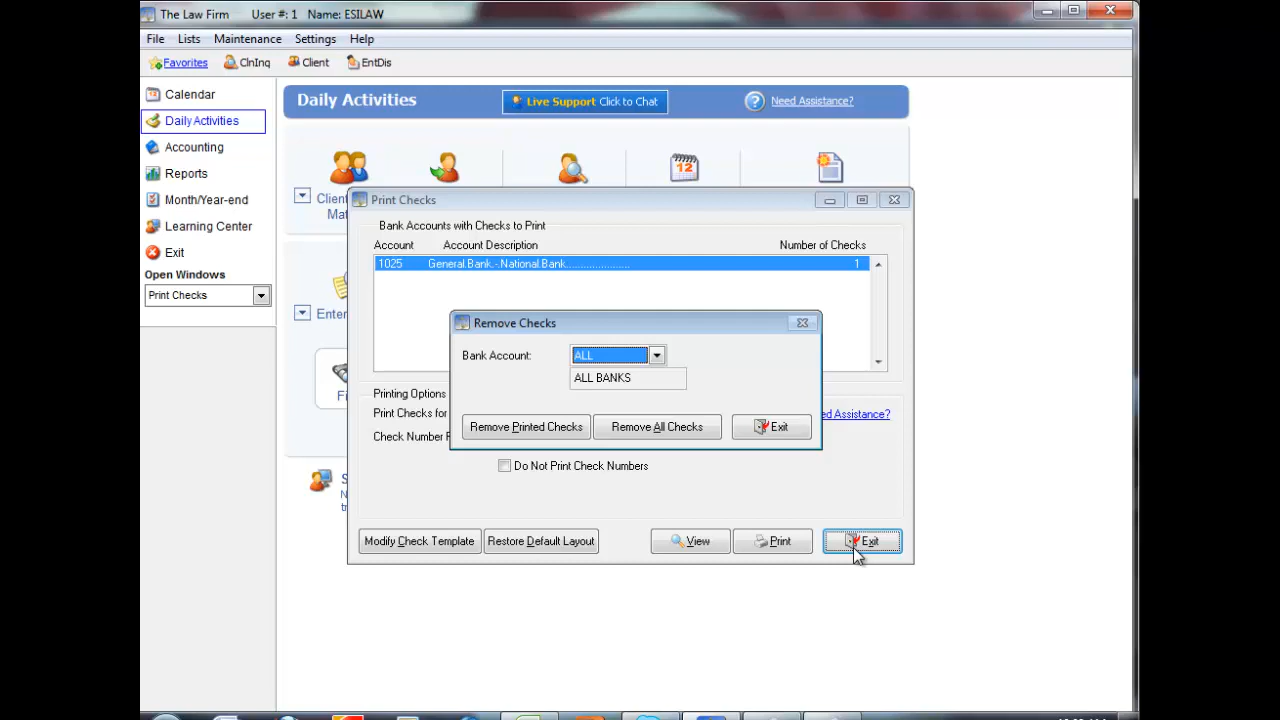 The Law Firm User #: 1 Name: ESILAW
File Lists Maintenance Settings Help
Favorites ClnInq Client EntDis
Calendar
Daily Activities
Accounting
Reports
Month/Year-end
Learning Center
Exit
Open Windows
Print Checks
Daily Activities Live Support Click to Chat Need Assistance?
12
Print Checks
Bank Accounts with Checks to Print
Account Account Description Number of Checks
1025 General.Bank.-.National.Bank..................... 1
Remove Checks
Bank Account: ALL
ALL BANKS
Remove Printed Checks Remove All Checks Exit
Printing Options
Print Checks for
Check Number
Do Not Print Check Numbers
Modify Check Template Restore Default Layout View Print Exit